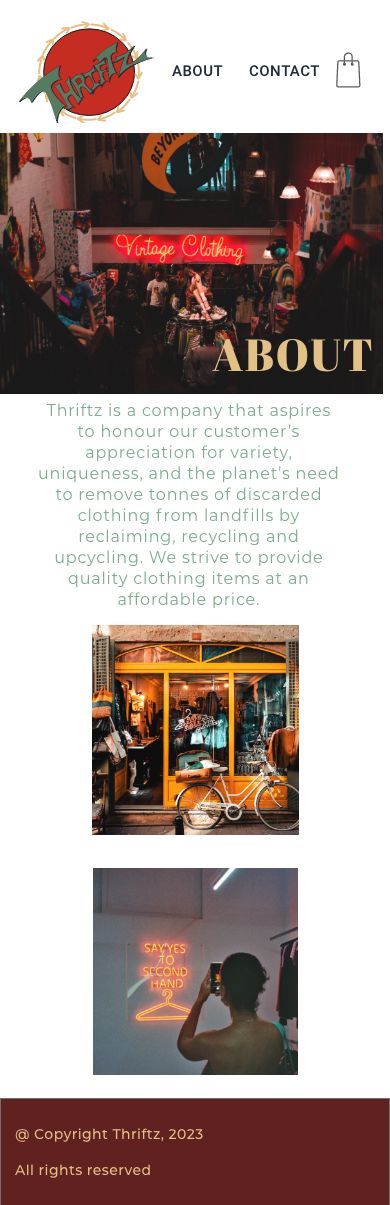 THRIFTZ
ABOUT
CONTACT
BEYOND
Vintage Clothing
ABOUT
Thriftz is a company that aspires
to honour our customer’s
appreciation for variety,
uniqueness, and the planet’s need
to remove tonnes of discarded
clothing from landfills by
reclaiming, recycling and
upcycling. We strive to provide
quality clothing items at an
affordable price.
SAY YES
TO
SECOND
HAND
@ Copyright Thriftz, 2023
All rights reserved